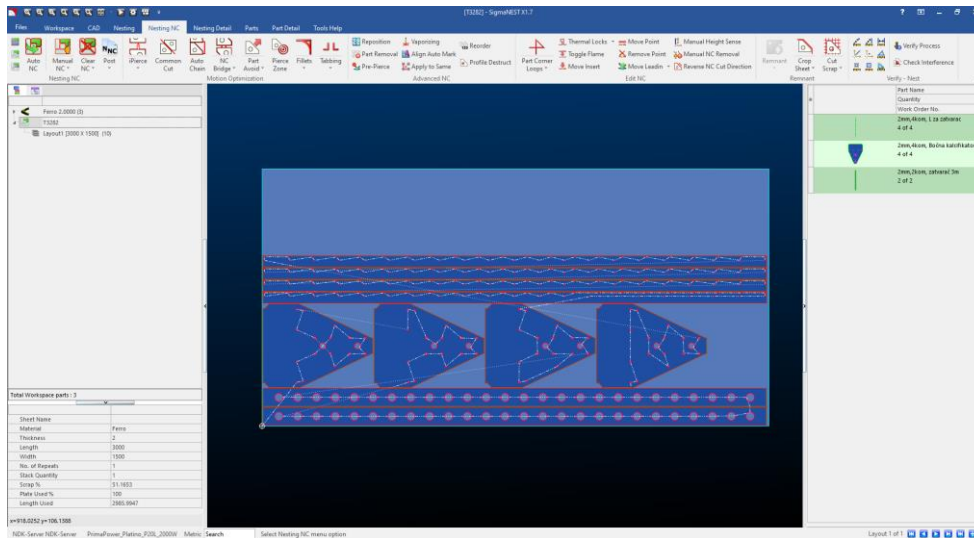 [T3282] - SigmaNEST X1.7
Files Workspace CAD Nesting Nesting NC Nesting Detail Parts Part Detail Tools Help
Auto NC
Manual NC
Clear NC
Post
iPierce
Common Cut
Auto Chain
NC Bridge
Part Avoid
Pierce Zone
Fillets
Tabbing
Reposition
Part Removal
Pre-Pierce
Vaporizing
Align Auto Mark
Apply to Same
Reorder
Profile Destruct
Part Corner Loops
Thermal Locks
Toggle Flame
Move Insert
Move Point
Remove Point
Move Leadin
Manual Height Sense
Manual NC Removal
Reverse NC Cut Direction
Remnant
Crop Sheet
Cut Scrap
Verify Process
Check Interference
Nesting NC Motion Optimization Advanced NC Edit NC Remnant Verify - Nest
Ferro 2.0000 (3)
T3282
Layout1 [3000 X 1500] (10)
Part Name
Quantity
Work Order No.
2mm,4kom, L za zatvarač
4 of 4
2mm,4kom, Bočna kalsifikator
4 of 4
2mm,2kom, zatvarač 3m
2 of 2
Total Workspace parts : 3
Sheet Name
Material Ferro
Thickness 2
Length 3000
Width 1500
No. of Repeats 1
Stock Quantity 1
Scrap % 51.1653
Plate Used % 100
Length Used 2985.9947
x=918.0252 y=106.1388
NDK-Server NDK-Server PrimaPower_Platino_P20L_2000W Metric Search Select Nesting NC menu option Layout 1 of 1